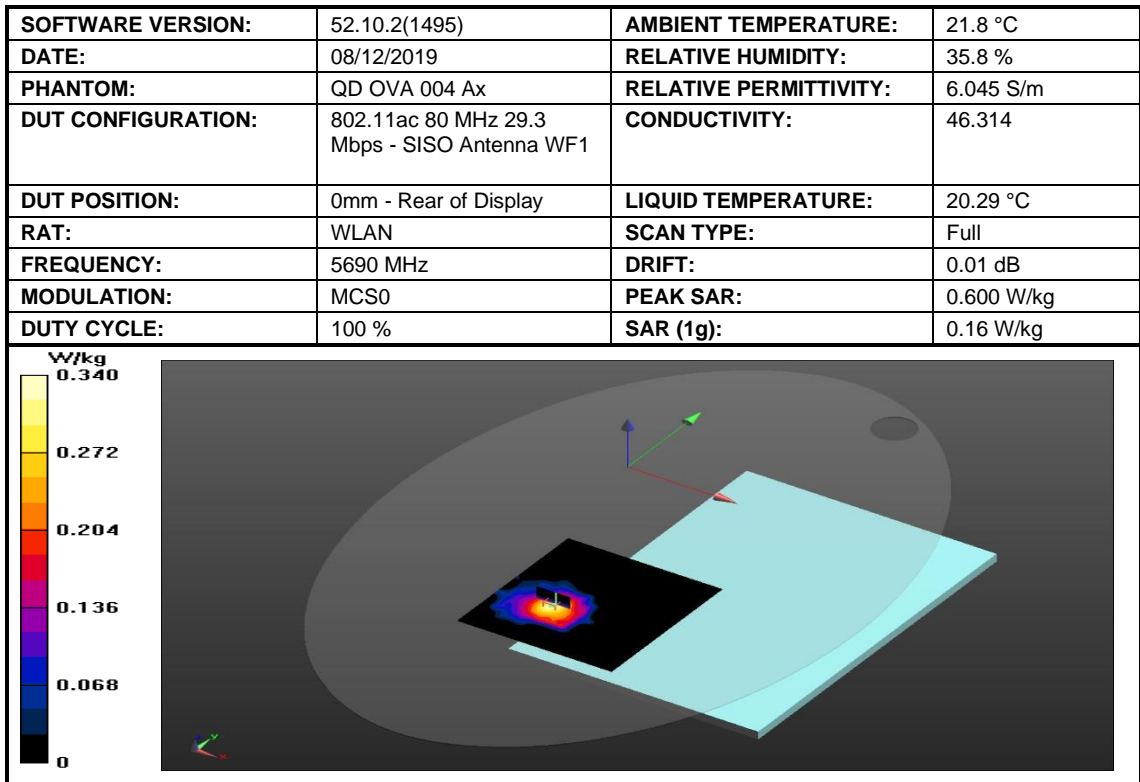 SOFTWARE VERSION: 52.10.2(1495) AMBIENT TEMPERATURE: 21.8 °C
DATE: 08/12/2019 RELATIVE HUMIDITY: 35.8 %
PHANTOM: QD OVA 004 Ax RELATIVE PERMITTIVITY: 6.045 S/m
DUT CONFIGURATION: 802.11ac 80 MHz 29.3 CONDUCTIVITY: 46.314
Mbps - SISO Antenna WF1
DUT POSITION: 0mm - Rear of Display LIQUID TEMPERATURE: 20.29 °C
RAT: WLAN SCAN TYPE: Full
FREQUENCY: 5690 MHz DRIFT: 0.01 dB
MODULATION: MCS0 PEAK SAR: 0.600 W/kg
DUTY CYCLE: 100 % SAR (1g): 0.16 W/kg
W/kg
0.340
0.272
0.204
0.136
0.068
0